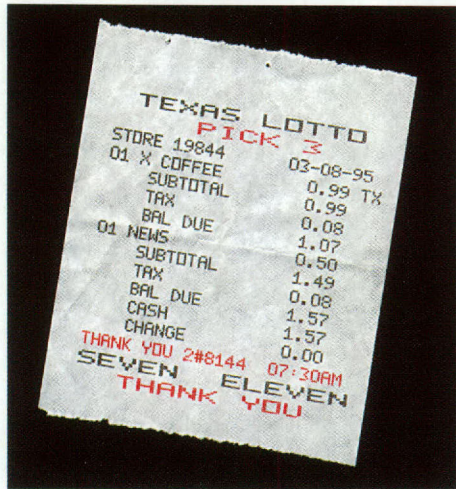 TEXAS LOTTO
PICK 3
STORE 19844 03-08-95
01 X COFFEE 0.99 TX
SUBTOTAL 0.99
TAX 0.08
BAL DUE 1.07
01 NEWS 0.50
SUBTOTAL 1.49
TAX 0.08
BAL DUE 1.57
CASH 1.57
CHANGE 0.00
THANK YOU 2#8144 07:30AM
SEVEN ELEVEN
THANK YOU